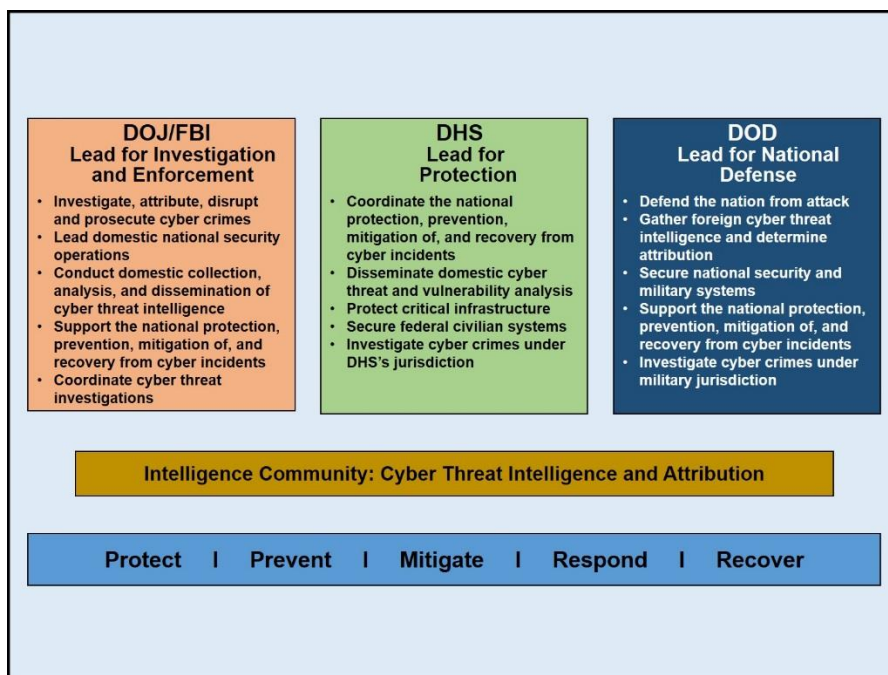 DOJ/FBI
Lead for Investigation
and Enforcement
• Investigate, attribute, disrupt
and prosecute cyber crimes
• Lead domestic national security
operations
• Conduct domestic collection,
analysis, and dissemination of
cyber threat intelligence
• Support the national protection,
prevention, mitigation of, and
recovery from cyber incidents
• Coordinate cyber threat
investigations
DHS
Lead for
Protection
• Coordinate the national
protection, prevention,
mitigation of, and recovery from
cyber incidents
• Disseminate domestic cyber
threat and vulnerability analysis
• Protect critical infrastructure
• Secure federal civilian systems
• Investigate cyber crimes under
DHS's jurisdiction
DOD
Lead for National
Defense
• Defend the nation from attack
• Gather foreign cyber threat
intelligence and determine
attribution
• Secure national security and
military systems
• Support the national protection,
prevention, mitigation of, and
recovery from cyber incidents
• Investigate cyber crimes under
military jurisdiction
Intelligence Community: Cyber Threat Intelligence and Attribution
Protect I Prevent I Mitigate I Respond I Recover